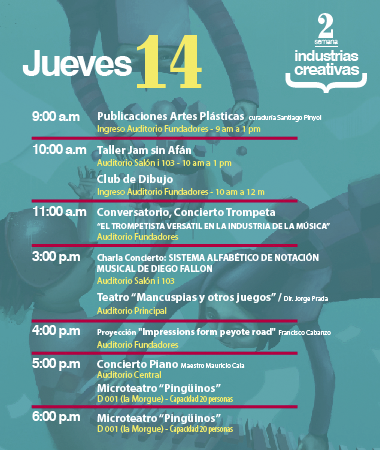 Jueves 14
2
semana
industrias
creativas
9:00 a.m
Publicaciones Artes Plásticas curaduría Santiago Pinyol
Ingreso Auditorio Fundadores - 9 am a 1 pm
10:00 a.m
Taller Jam sin Afán
Auditorio Salón i 103 - 10 am a 1 pm
Club de Dibujo
Ingreso Auditorio Fundadores - 10 am a 12 m
11:00 a.m
Conversatorio, Concierto Trompeta
"EL TROMPETISTA VERSATIL EN LA INDUSTRIA DE LA MÚSICA"
Auditorio Fundadores
3:00 p.m
Charla Concierto: SISTEMA ALFABÉTICO DE NOTACIÓN
MUSICAL DE DIEGO FALLON
Auditorio Salón i 103
Teatro "Mancuspias y otros juegos" / Dir. Jorge Prada
Auditorio Principal
4:00 p.m
Proyección "Impressions form peyote road" Francisco Cabanzo
Auditorio Fundadores
5:00 p.m
Concierto Piano Maestro Mauricio Cala
Auditorio Central
Microteatro "Pingüinos"
D 001 (la Morgue) - Capacidad 20 personas
6:00 p.m
Microteatro "Pingüinos"
D 001 (la Morgue) - Capacidad 20 personas